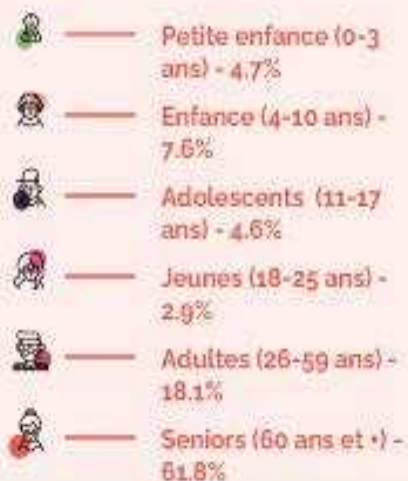 Petite enfance (0-3
ans) - 4.7%
Enfance (4-10 ans) -
7.6%
Adolescents (11-17
ans) - 4.6%
Jeunes (18-25 ans) -
2.9%
Adultes (26-59 ans) -
18.1%
Seniors (60 ans et +) -
61.8%